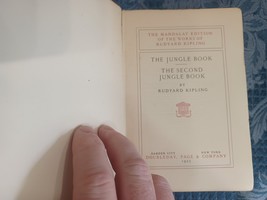 THE MANDALAY EDITION
OF THE WORKS OF
RUDYARD KIPLING
THE JUNGLE BOOK
THE SECOND
JUNGLE BOOK
BY
RUDYARD KIPLING
GARDEN CITY NEW YORK
DOUBLEDAY, PAGE & COMPANY